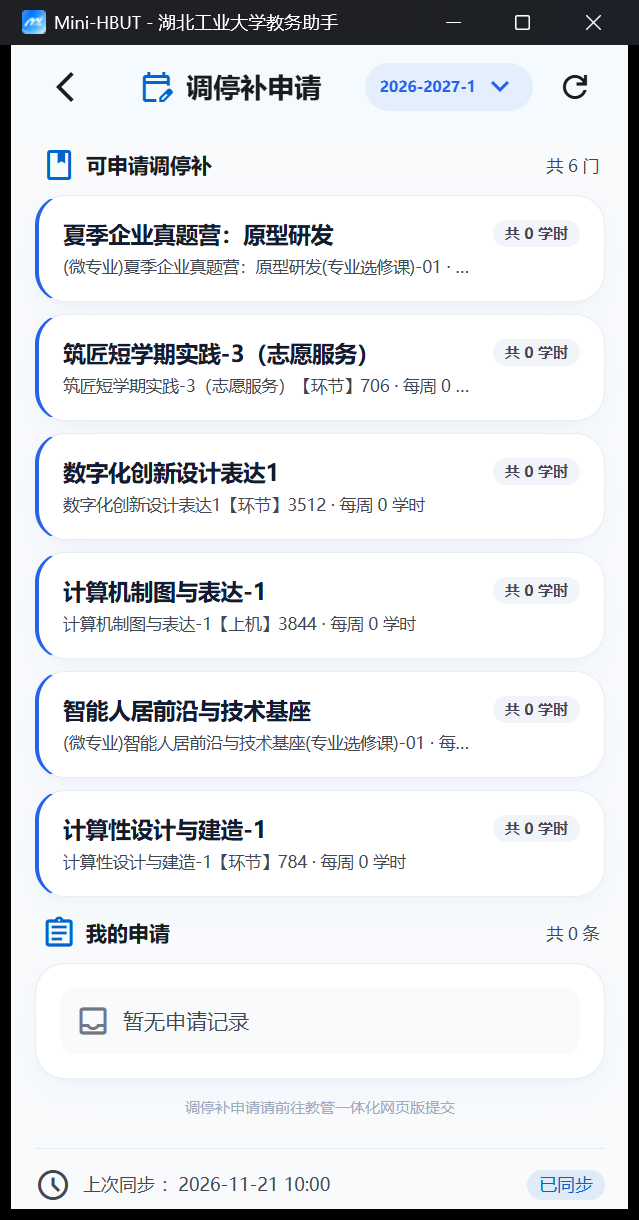 Mini-HBUT - 湖北工业大学教务助手
调停补申请
2026-2027-1
可申请调停补
共 6 门
夏季企业真题营：原型研发
共 0 学时
(微专业)夏季企业真题营：原型研发(专业选修课)-01 · ...
筑匠短学期实践-3（志愿服务）
共 0 学时
筑匠短学期实践-3（志愿服务）【环节】706 · 每周 0 ...
数字化创新设计表达1
共 0 学时
数字化创新设计表达1【环节】3512 · 每周 0 学时
计算机制图与表达-1
共 0 学时
计算机制图与表达-1【上机】3844 · 每周 0 学时
智能人居前沿与技术基座
共 0 学时
(微专业)智能人居前沿与技术基座(专业选修课)-01 · 每...
计算性设计与建造-1
共 0 学时
计算性设计与建造-1【环节】784 · 每周 0 学时
我的申请
共 0 条
暂无申请记录
调停补申请请前往教管一体化网页版提交
上次同步 ：2026-11-21 10:00
已同步